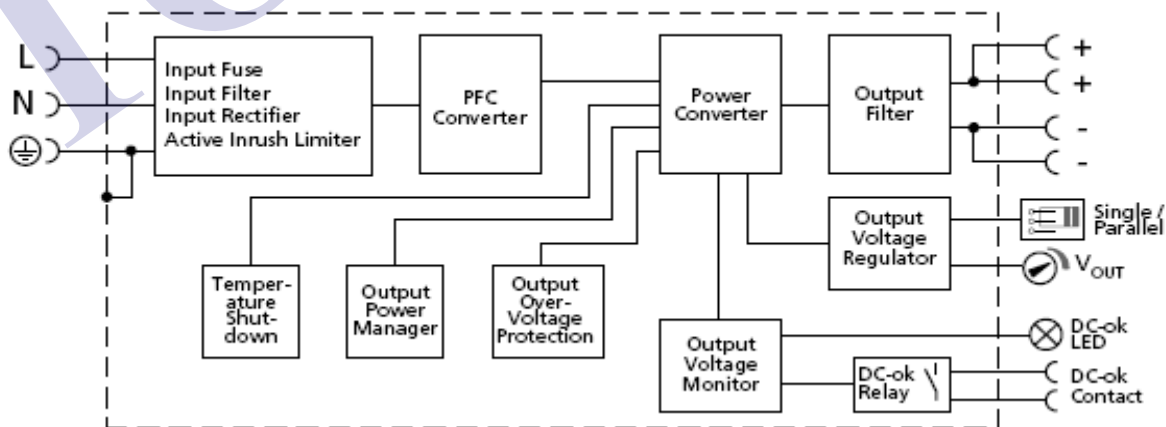 L
N
Input Fuse
Input Filter
Input Rectifier
Active Inrush Limiter
PFC
Converter
Power
Converter
Output
Filter
+
+
-
-
Output
Voltage
Regulator
Single /
Parallel
VOUT
Temper-
ature
Shut-
down
Output
Power
Manager
Output
Over-
Voltage
Protection
Output
Voltage
Monitor
DC-ok
Relay
DC-ok
LED
DC-ok
Contact